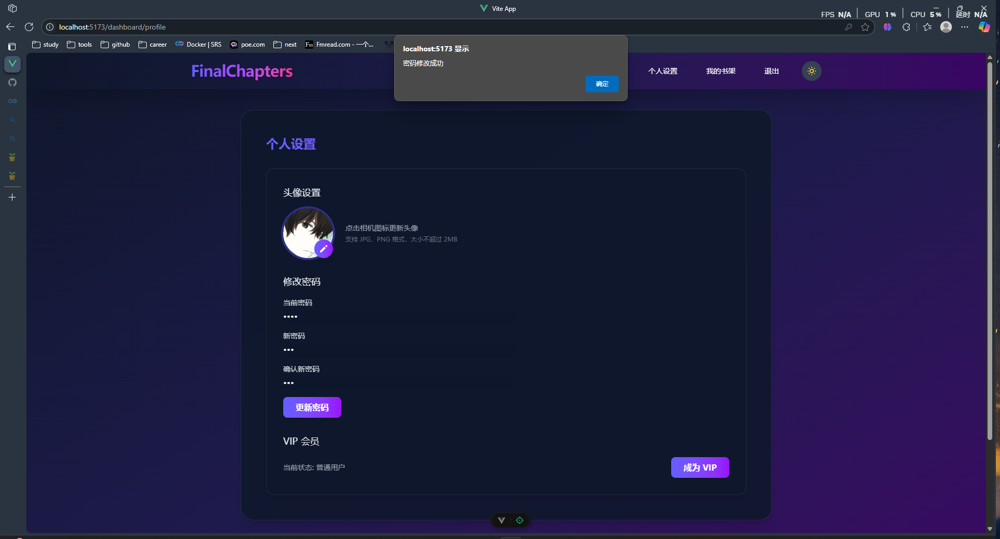 Vite App
FPS N/A GPU 1 % CPU 5 % 延时 N/A
localhost:5173/dashboard/profile
study tools github career Docker | SRS poe.com next Fmread.com - 一个...
localhost:5173 显示
密码修改成功
确定
FinalChapters 个人设置 我的书架 退出
个人设置
头像设置
点击相机图标更新头像
支持 JPG、PNG 格式，大小不超过 2MB
修改密码
当前密码
••••
新密码
•••
确认新密码
•••
更新密码
VIP 会员
当前状态: 普通用户
成为 VIP